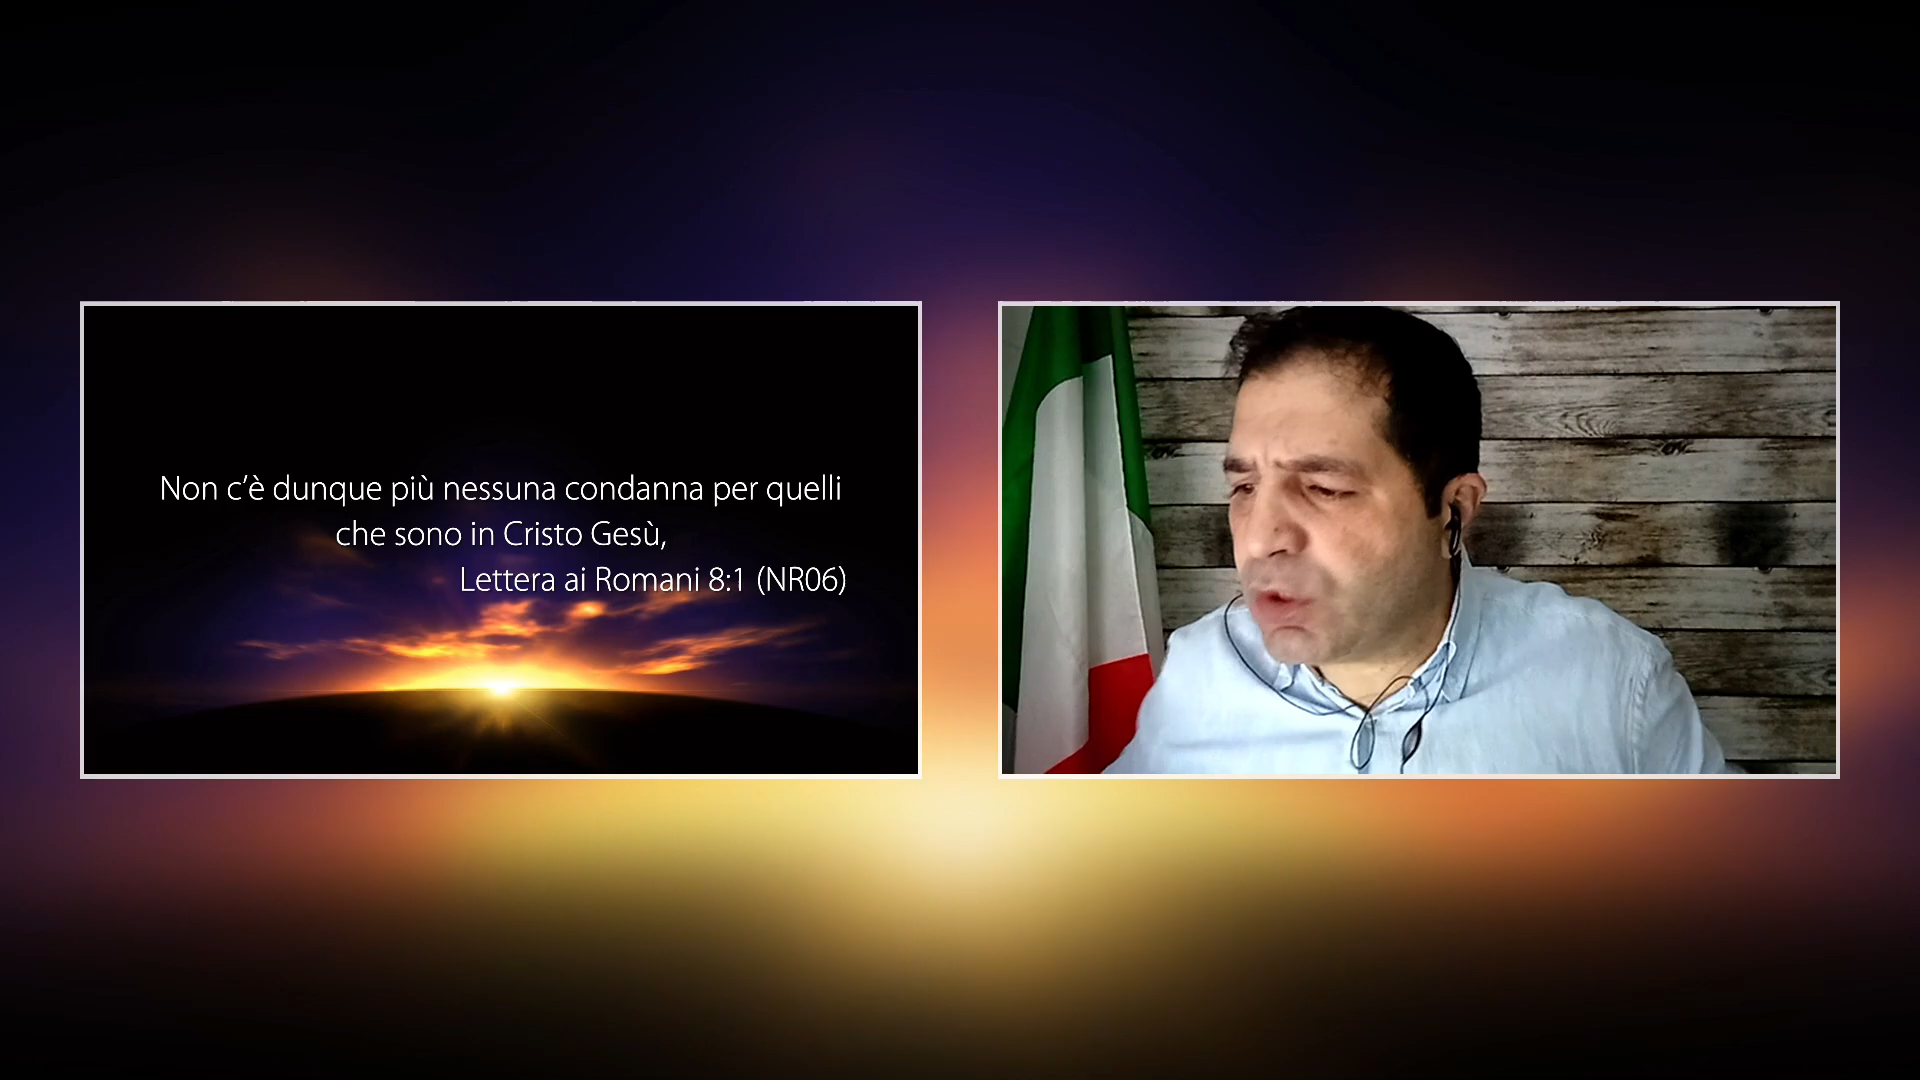 Non c’è dunque più nessuna condanna per quelli
che sono in Cristo Gesù,
Lettera ai Romani 8:1 (NR06)